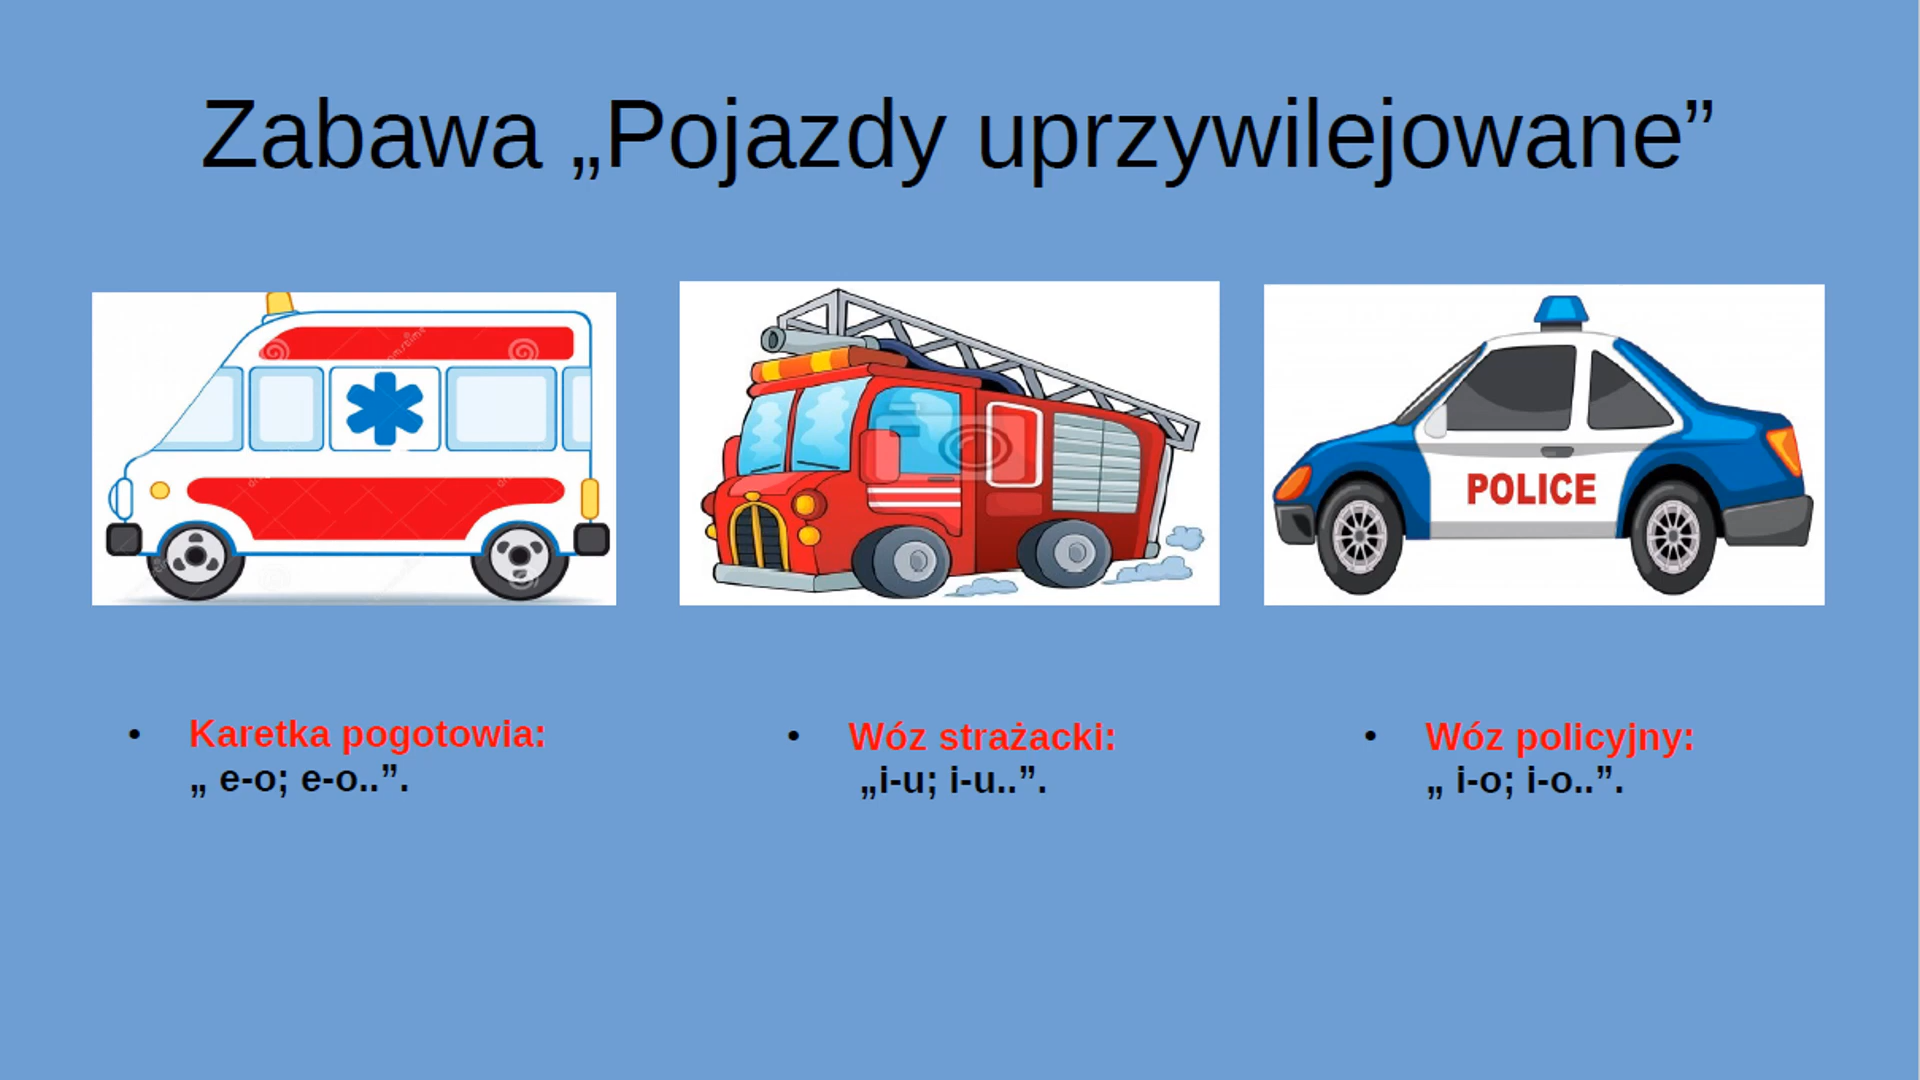 Zabawa „Pojazdy uprzywilejowane”
POLICE
• Karetka pogotowia:
„ e-o; e-o..”.
• Wóz strażacki:
„i-u; i-u..”.
• Wóz policyjny:
„ i-o; i-o..”.